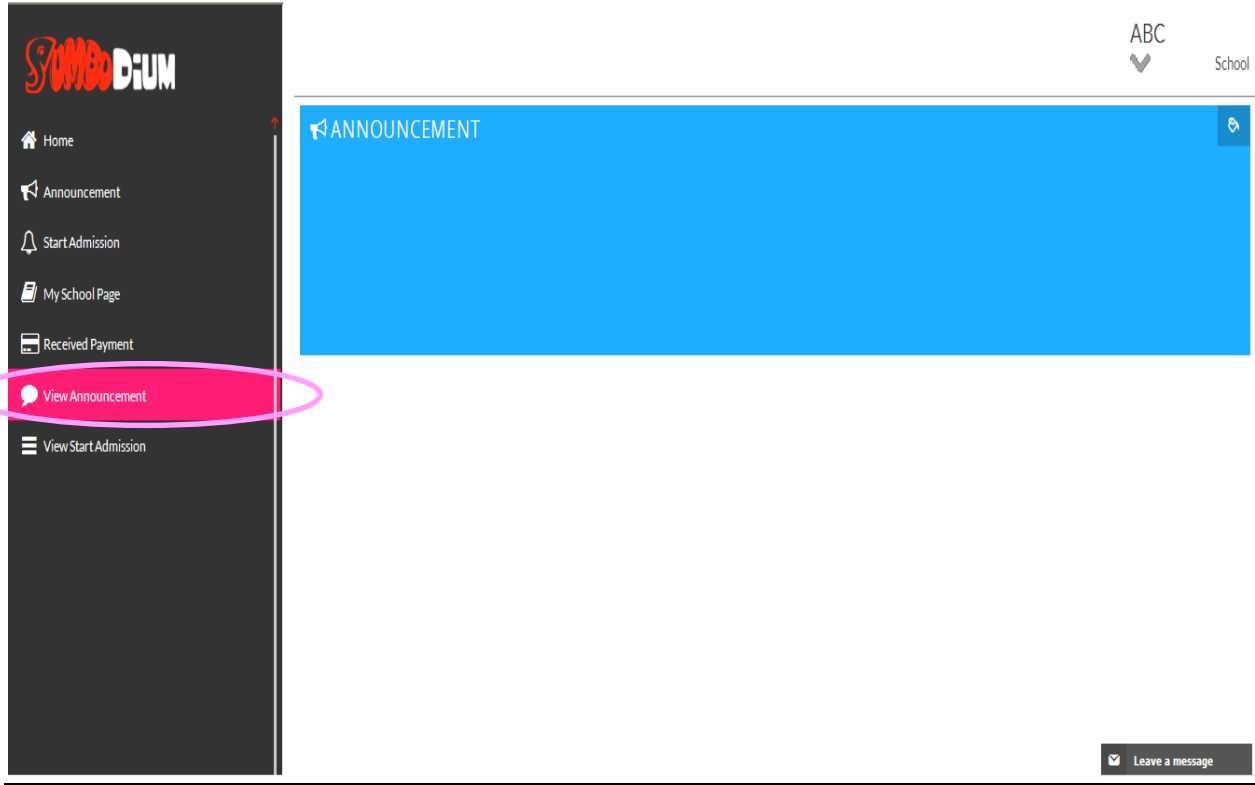 SUMBODiUM
ABC
School
Home
Announcement
Start Admission
My School Page
Received Payment
View Announcement
View Start Admission
ANNOUNCEMENT
Leave a message